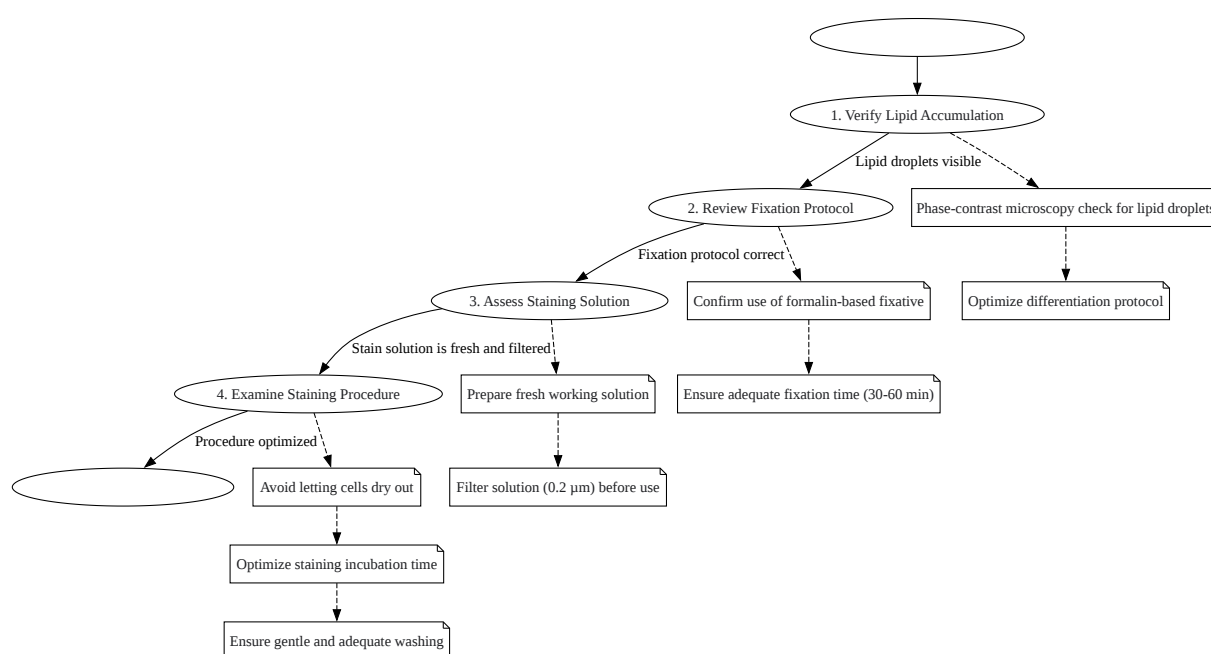 1. Verify Lipid Accumulation
Lipid droplets visible
2. Review Fixation Protocol
Phase-contrast microscopy check for lipid droplets
Fixation protocol correct
3. Assess Staining Solution
Confirm use of formalin-based fixative
Optimize differentiation protocol
Stain solution is fresh and filtered
4. Examine Staining Procedure
Prepare fresh working solution
Ensure adequate fixation time (30-60 min)
Procedure optimized
Avoid letting cells dry out
Filter solution (0.2 µm) before use
Optimize staining incubation time
Ensure gentle and adequate washing